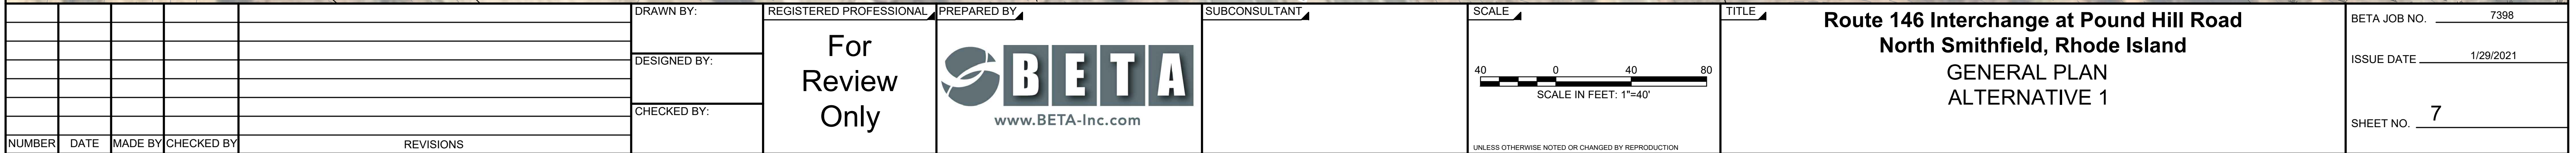 NUMBER DATE MADE BY CHECKED BY REVISIONS
DRAWN BY:
DESIGNED BY:
CHECKED BY:
REGISTERED PROFESSIONAL
For
Review
Only
PREPARED BY
BETA
www.BETA-Inc.com
SUBCONSULTANT
SCALE
40 0 40 80
SCALE IN FEET: 1"=40'
UNLESS OTHERWISE NOTED OR CHANGED BY REPRODUCTION
TITLE
Route 146 Interchange at Pound Hill Road
North Smithfield, Rhode Island
GENERAL PLAN
ALTERNATIVE 1
BETA JOB NO. 7398
ISSUE DATE 1/29/2021
SHEET NO. 7